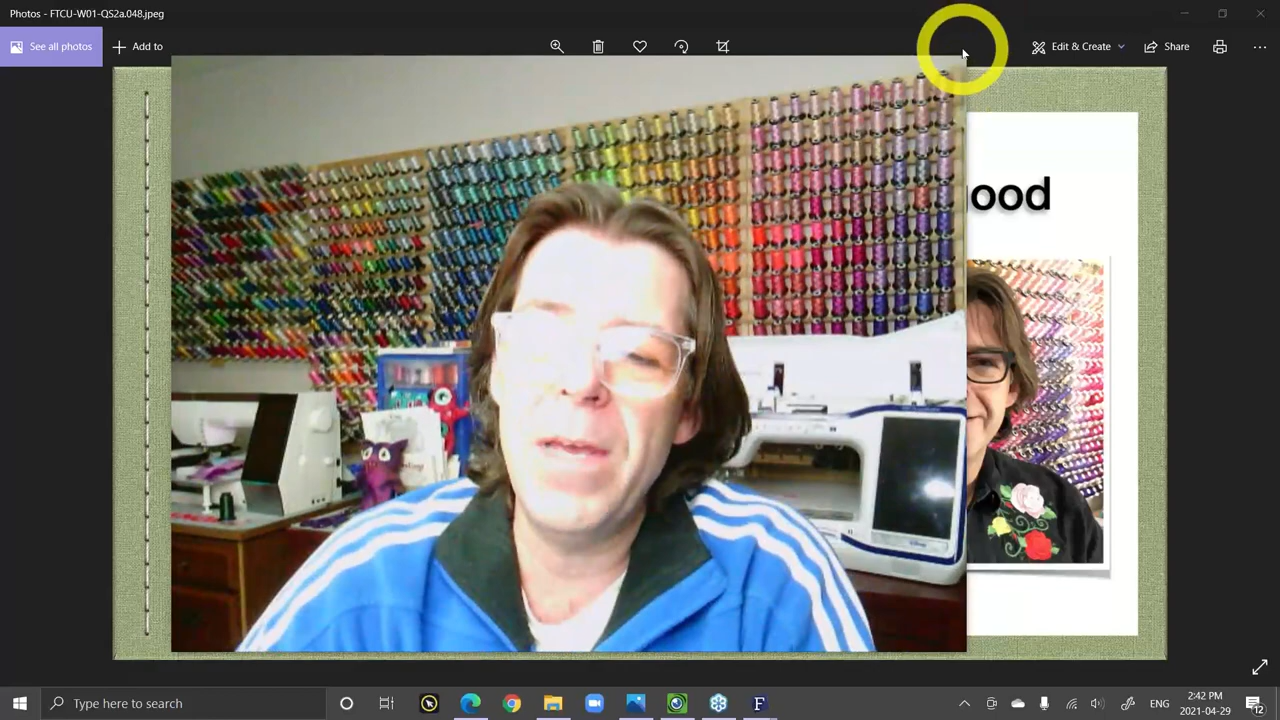 Photos - FTCU-W01-QS2a.048.jpeg
See all photos
Add to
Edit & Create
Share
ood
Type here to search
ENG
2:42 PM
2021-04-29
12